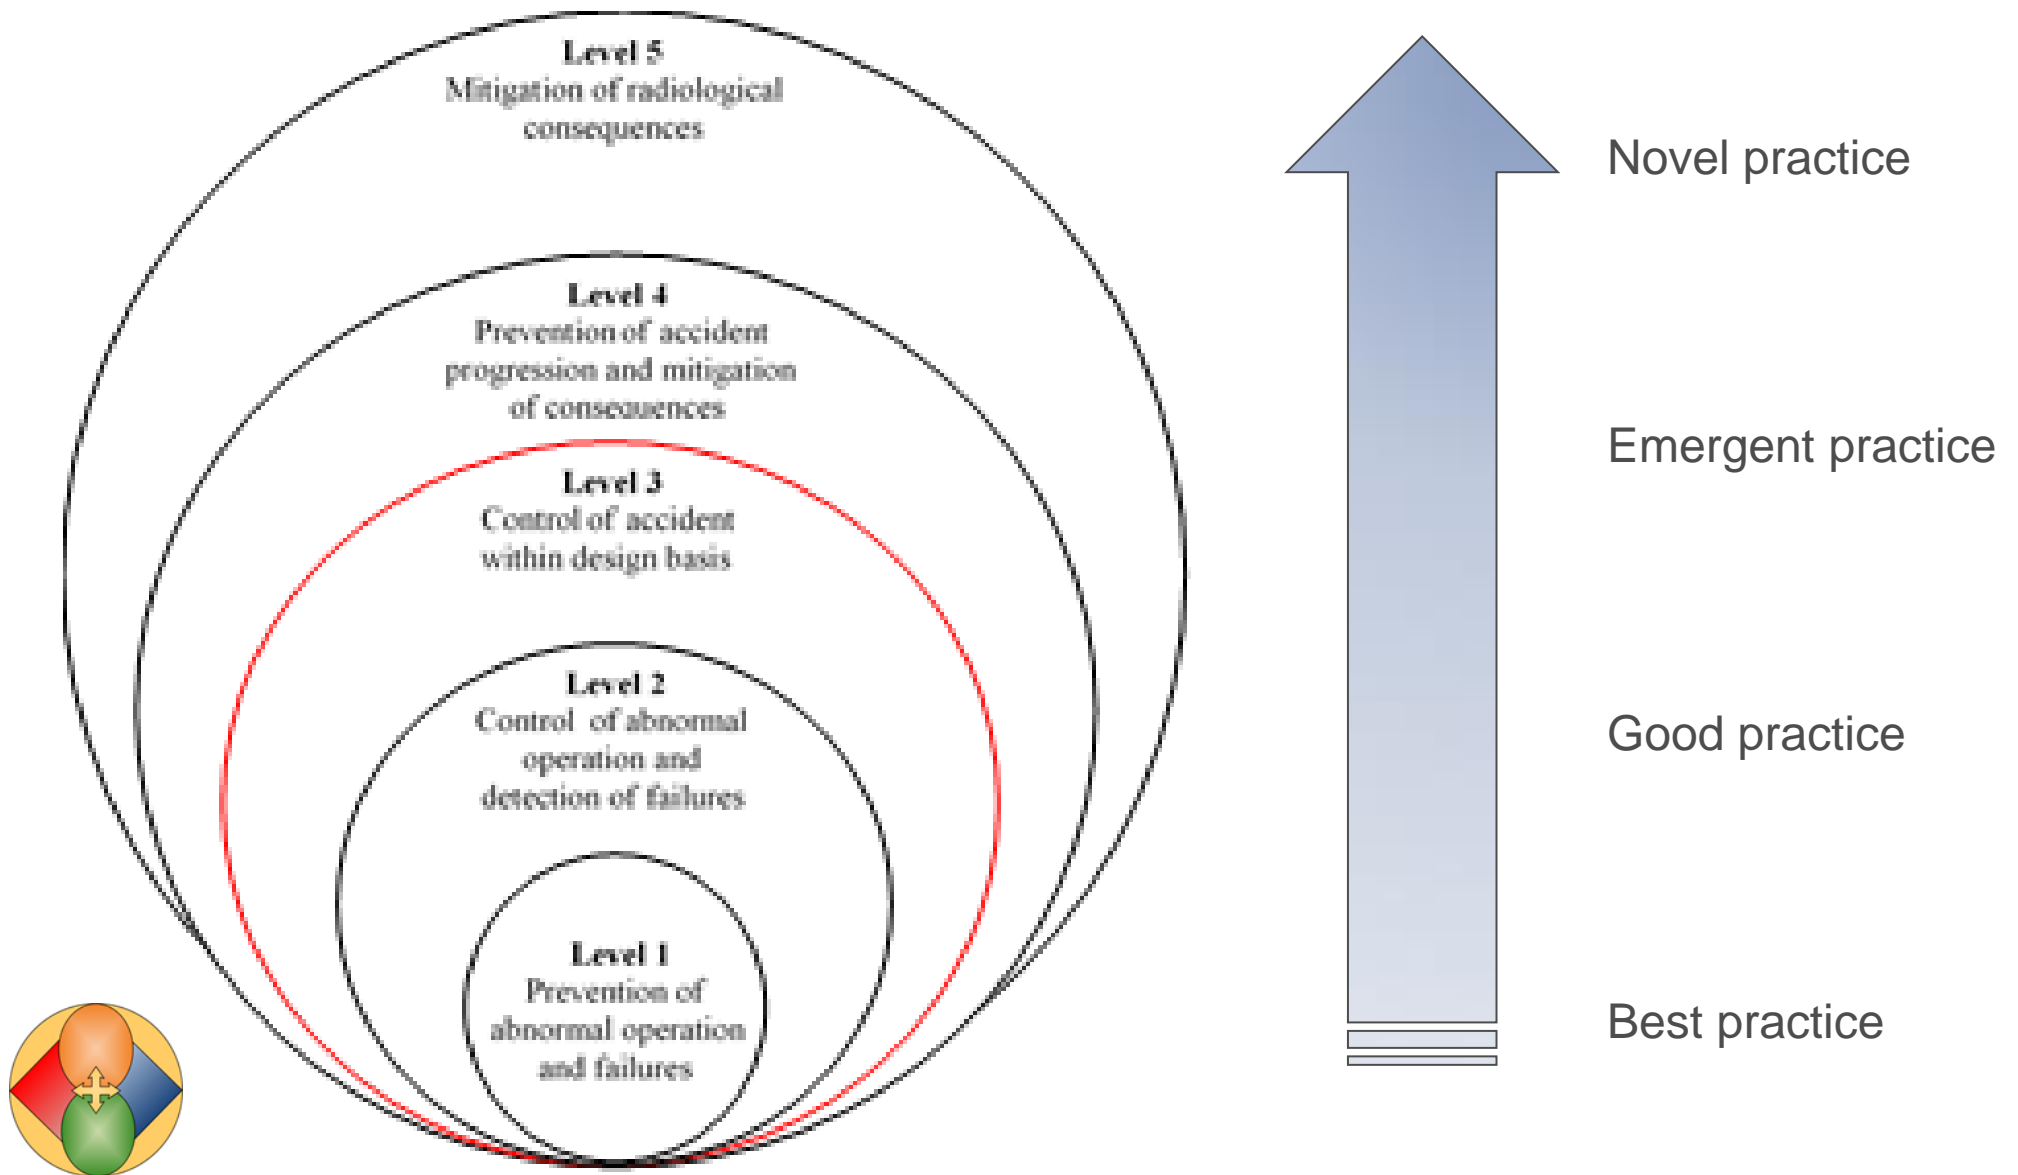 Level 5
Mitigation of radiological
consequences
Level 4
Prevention of accident
progression and mitigation
of consequences
Level 3
Control of accident
within design basis
Level 2
Control of abnormal
operation and
detection of failures
Level 1
Prevention of
abnormal operation
and failures
Novel practice
Emergent practice
Good practice
Best practice